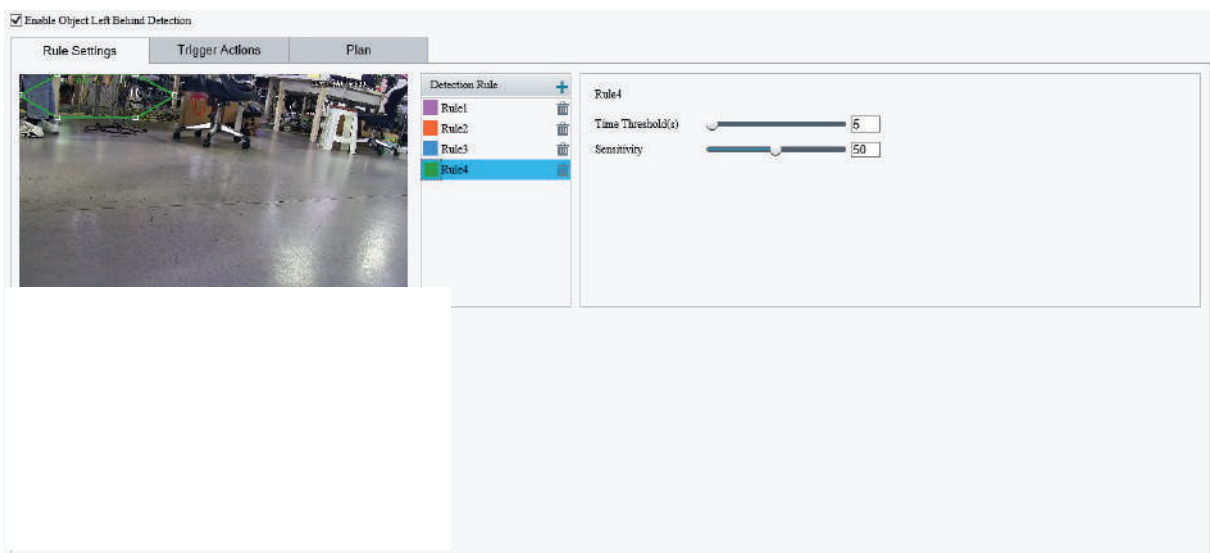 Enable Object Left Behind Detection
Rule Settings
Trigger Actions
Plan
Detection Rule
Rule1
Rule2
Rule3
Rule4
Rule4
Time Threshold(s) 5
Sensitivity 50